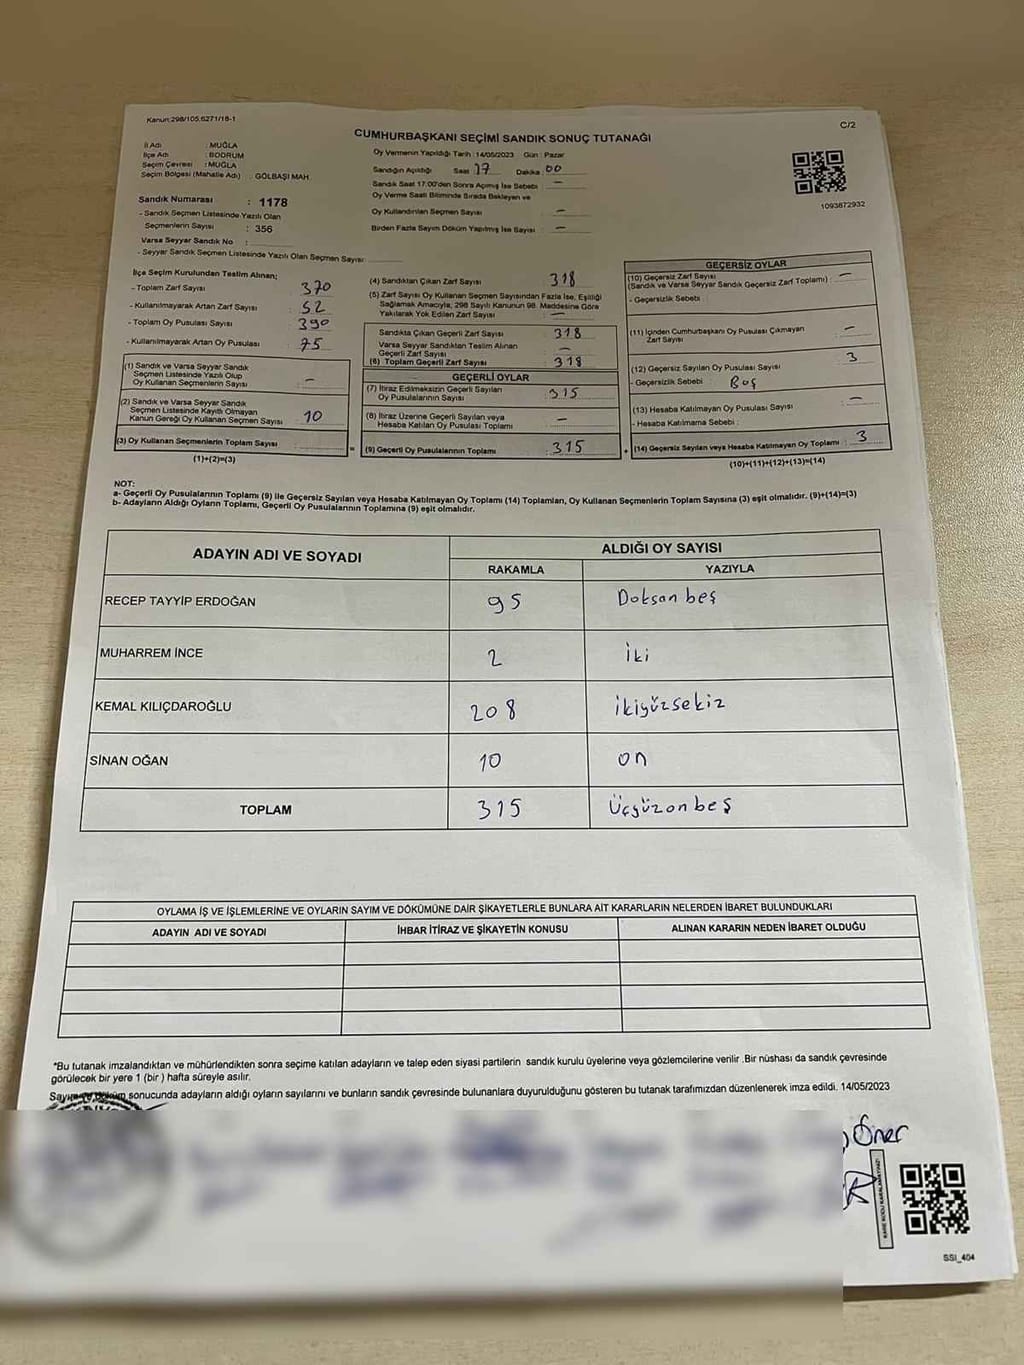 Kanun:298/105.6271/18-1
C/2
CUMHURBAŞKANI SEÇİMİ SANDIK SONUÇ TUTANAĞI
İl Adı : MUĞLA
İlçe Adı : BODRUM
Seçim Çevresi : MUĞLA
Seçim Bölgesi (Mahalle Adı) : GÖLBAŞI MAH.
Sandık Numarası : 1178
- Sandık Seçmen Listesinde Yazılı Olan
Seçmenlerin Sayısı : 356
Varsa Seyyar Sandık No :
- Seyyar Sandık Seçmen Listesinde Yazılı Olan Seçmen Sayısı:
Oy Vermenin Yapıldığı Tarih : 14/05/2023 Gün : Pazar
Sandığın Açıldığı Saat 17 Dakika 00
Sandık Saat 17:00'den Sonra Açmış İse Sebebi —
Oy Verme Saati Bitiminde Sırada Bekleyen ve
Oy Kullandırılan Seçmen Sayısı —
Birden Fazla Sayım Döküm Yapılmış İse Sayısı —
1093872932
İlçe Seçim Kurulundan Teslim Alınan;
- Toplam Zarf Sayısı 370
- Kullanılmayarak Artan Zarf Sayısı : 52
- Toplam Oy Pusulası Sayısı : 390
- Kullanılmayarak Artan Oy Pusulası : 75
(1) Sandık ve Varsa Seyyar Sandık
Seçmen Listesinde Yazılı Olup
Oy Kullanan Seçmenlerin Sayısı : —
(2) Sandık ve Varsa Seyyar Sandık
Seçmen Listesinde Kayıtlı Olmayan
Kanun Gereği Oy Kullanan Seçmen Sayısı : 10
(3) Oy Kullanan Seçmenlerin Toplam Sayısı :
(1)+(2)=(3)
(4) Sandıktan Çıkan Zarf Sayısı : 318
(5) Zarf Sayısı Oy Kullanan Seçmen Sayısından Fazla İse, Eşitliği
Sağlamak Amacıyla, 298 Sayılı Kanunun 98. Maddesine Göre
Yakılarak Yok Edilen Zarf Sayısı : —
Sandıkta Çıkan Geçerli Zarf Sayısı : 318
Varsa Seyyar Sandıktan Teslim Alınan
Geçerli Zarf Sayısı : —
(6) Toplam Geçerli Zarf Sayısı : 318
GEÇERLİ OYLAR
(7) İtiraz Edilmeksizin Geçerli Sayılan
Oy Pusulalarının Sayısı : 315
(8) İtiraz Üzerine Geçerli Sayılan veya
Hesaba Katılan Oy Pusulası Toplamı : —
= (9) Geçerli Oy Pusulalarının Toplamı : 315 +
GEÇERSİZ OYLAR
(10) Geçersiz Zarf Sayısı
(Sandık ve Varsa Seyyar Sandık Geçersiz Zarf Toplamı) : —
- Geçersizlik Sebebi :
(11) İçinden Cumhurbaşkanı Oy Pusulası Çıkmayan
Zarf Sayısı : —
(12) Geçersiz Sayılan Oy Pusulası Sayısı : 3
- Geçersizlik Sebebi : Boş
(13) Hesaba Katılmayan Oy Pusulası Sayısı : —
- Hesaba Katılmama Sebebi :
(14) Geçersiz Sayılan veya Hesaba Katılmayan Oy Toplamı : 3
(10)+(11)+(12)+(13)=(14)
NOT:
a- Geçerli Oy Pusulalarının Toplamı (9) ile Geçersiz Sayılan veya Hesaba Katılmayan Oy Toplamı (14) Toplamları, Oy Kullanan Seçmenlerin Toplam Sayısına (3) eşit olmalıdır. (9)+(14)=(3)
b- Adayların Aldığı Oyların Toplamı, Geçerli Oy Pusulalarının Toplamına (9) eşit olmalıdır.
ADAYIN ADI VE SOYADI ALDIĞI OY SAYISI
RAKAMLA YAZIYLA
RECEP TAYYİP ERDOĞAN 95 Doksan beş
MUHARREM İNCE 2 iki
KEMAL KILIÇDAROĞLU 208 ikiyüzsekiz
SİNAN OĞAN 10 on
TOPLAM 315 Üçyüzonbeş
OYLAMA İŞ VE İŞLEMLERİNE VE OYLARIN SAYIM VE DÖKÜMÜNE DAİR ŞİKAYETLERLE BUNLARA AİT KARARLARIN NELERDEN İBARET BULUNDUKLARI
ADAYIN ADI VE SOYADI İHBAR İTİRAZ VE ŞİKAYETİN KONUSU ALINAN KARARIN NEDEN İBARET OLDUĞU
*Bu tutanak imzalandıktan ve mühürlendikten sonra seçime katılan adayların ve talep eden siyasi partilerin sandık kurulu üyelerine veya gözlemcilerine verilir .Bir nüshası da sandık çevresinde
görülecek bir yere 1 (bir ) hafta süreyle asılır.
Sayım ve döküm sonucunda adayların aldığı oyların sayılarını ve bunların sandık çevresinde bulunanlara duyurulduğunu gösteren bu tutanak tarafımızdan düzenlenerek imza edildi. 14/05/2023
Öner
KARE KODU KARALAMAYINIZ!
SSI_404